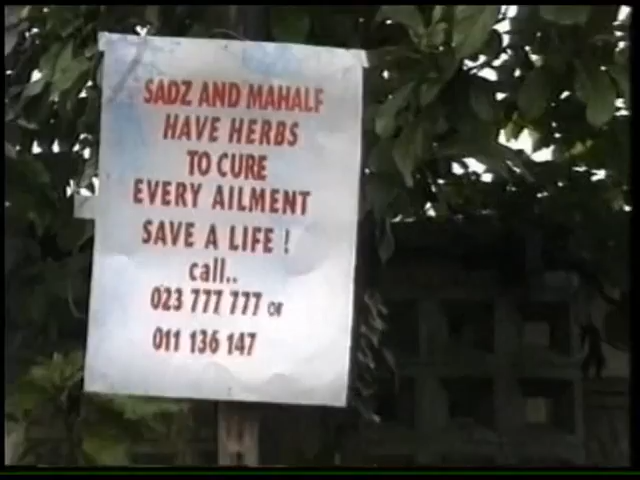 SADZ AND MAHALF
HAVE HERBS
TO CURE
EVERY AILMENT
SAVE A LIFE !
call..
023 777 777 or
011 136 147